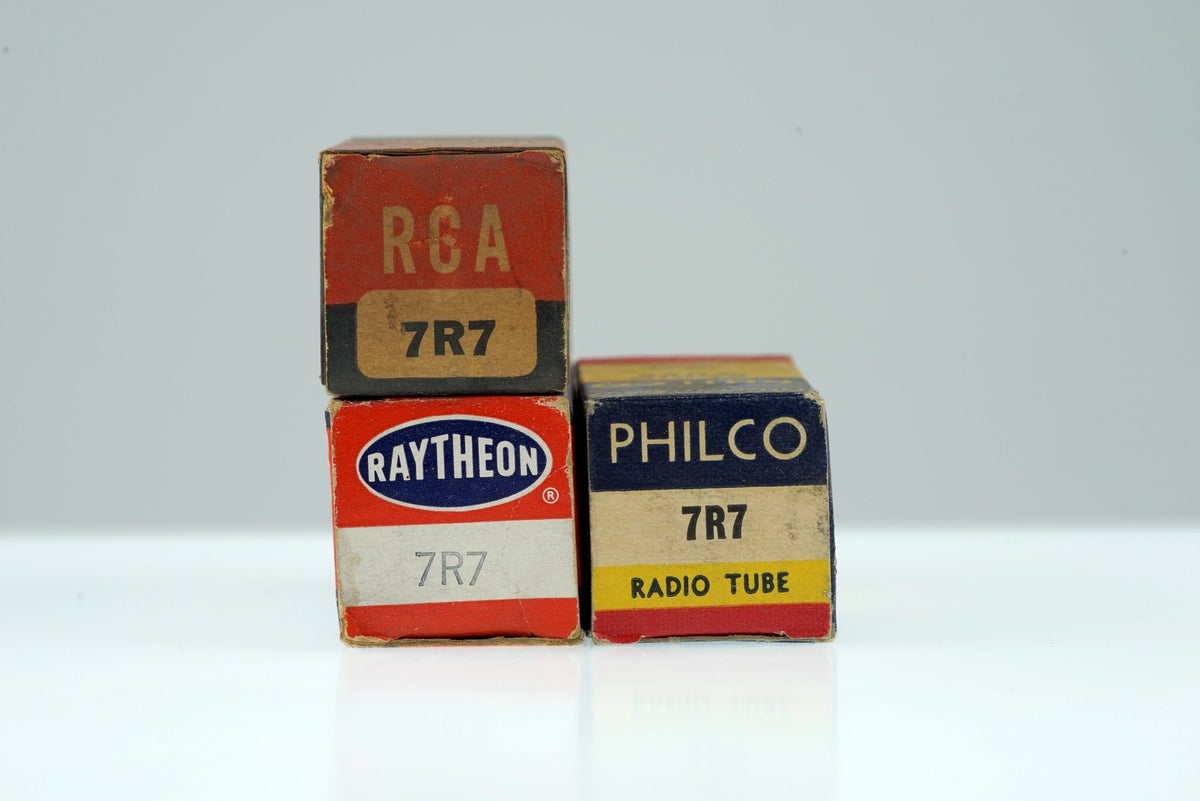 RCA
7R7
RAYTHEON
®
7R7
PHILCO
7R7
RADIO TUBE